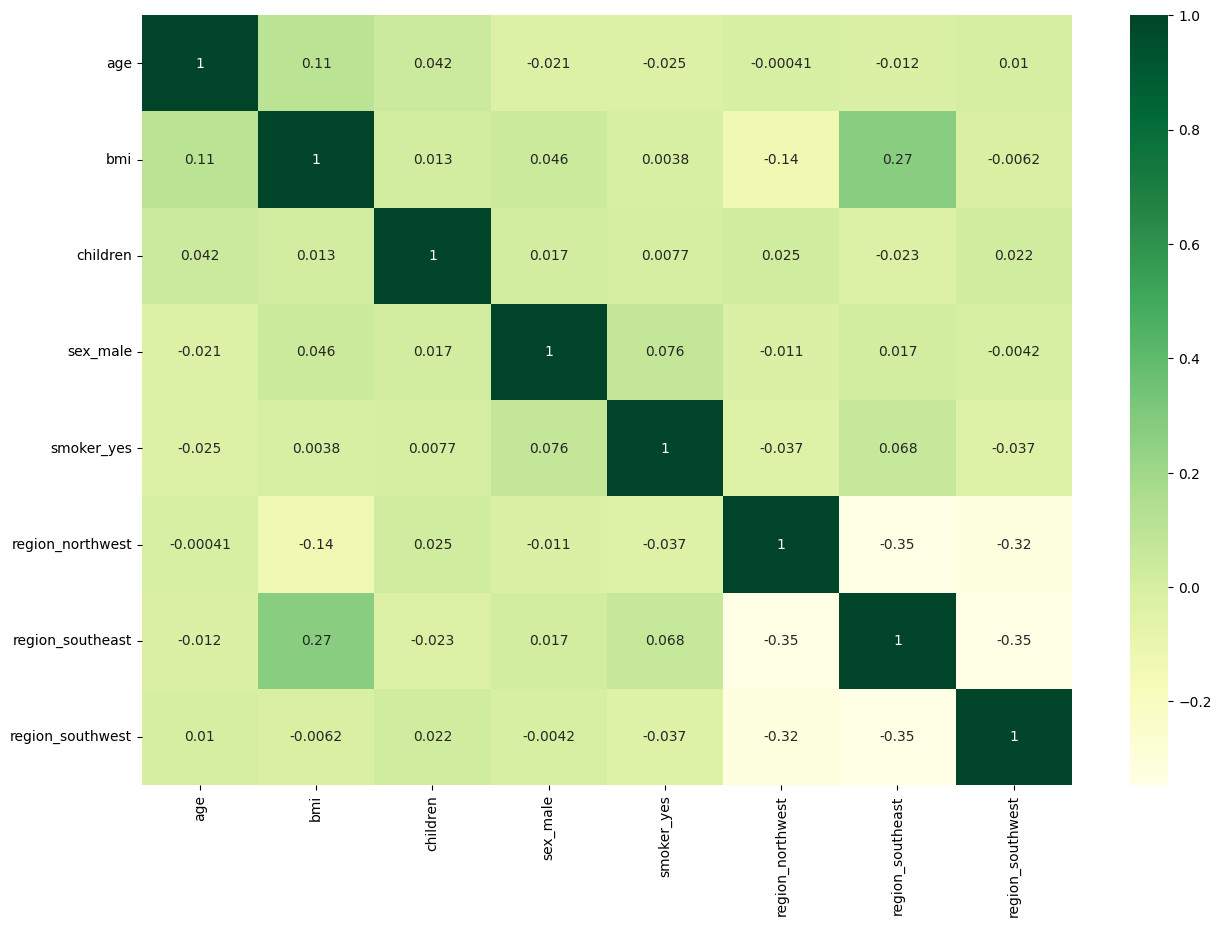 age 1 0.11 0.042 -0.021 -0.025 -0.00041 -0.012 0.01
bmi 0.11 1 0.013 0.046 0.0038 -0.14 0.27 -0.0062
children 0.042 0.013 1 0.017 0.0077 0.025 -0.023 0.022
sex_male -0.021 0.046 0.017 1 0.076 -0.011 0.017 -0.0042
smoker_yes -0.025 0.0038 0.0077 0.076 1 -0.037 0.068 -0.037
region_northwest -0.00041 -0.14 0.025 -0.011 -0.037 1 -0.35 -0.32
region_southeast -0.012 0.27 -0.023 0.017 0.068 -0.35 1 -0.35
region_southwest 0.01 -0.0062 0.022 -0.0042 -0.037 -0.32 -0.35 1
age
bmi
children
sex_male
smoker_yes
region_northwest
region_southeast
region_southwest
1.0
0.8
0.6
0.4
0.2
0.0
−0.2